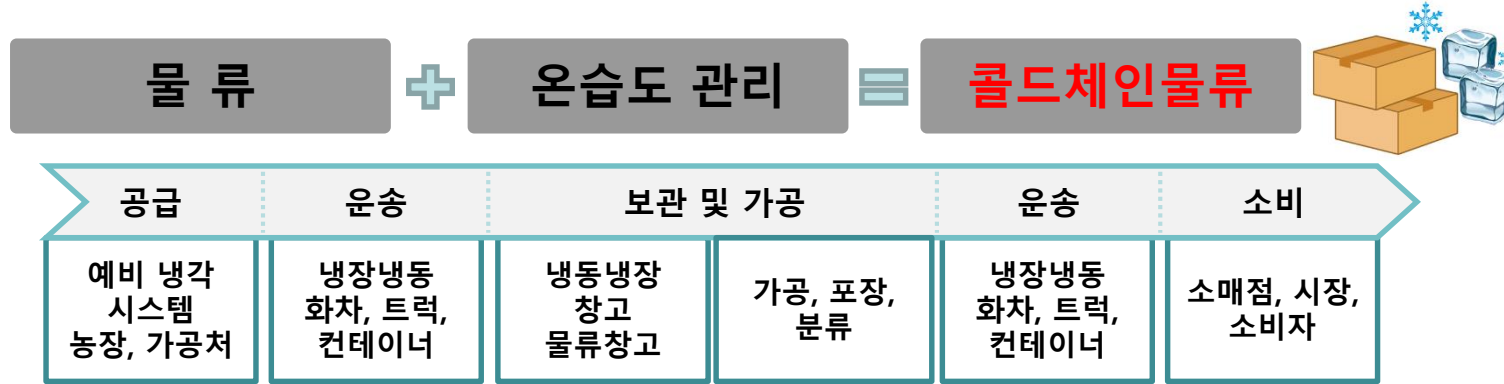 물 류
온습도 관리
콜드체인물류
공급
운송
보관 및 가공
운송
소비
예비 냉각
시스템
농장, 가공처
냉장냉동
화차, 트럭,
컨테이너
냉동냉장
창고
물류창고
가공, 포장,
분류
냉장냉동
화차, 트럭,
컨테이너
소매점, 시장,
소비자